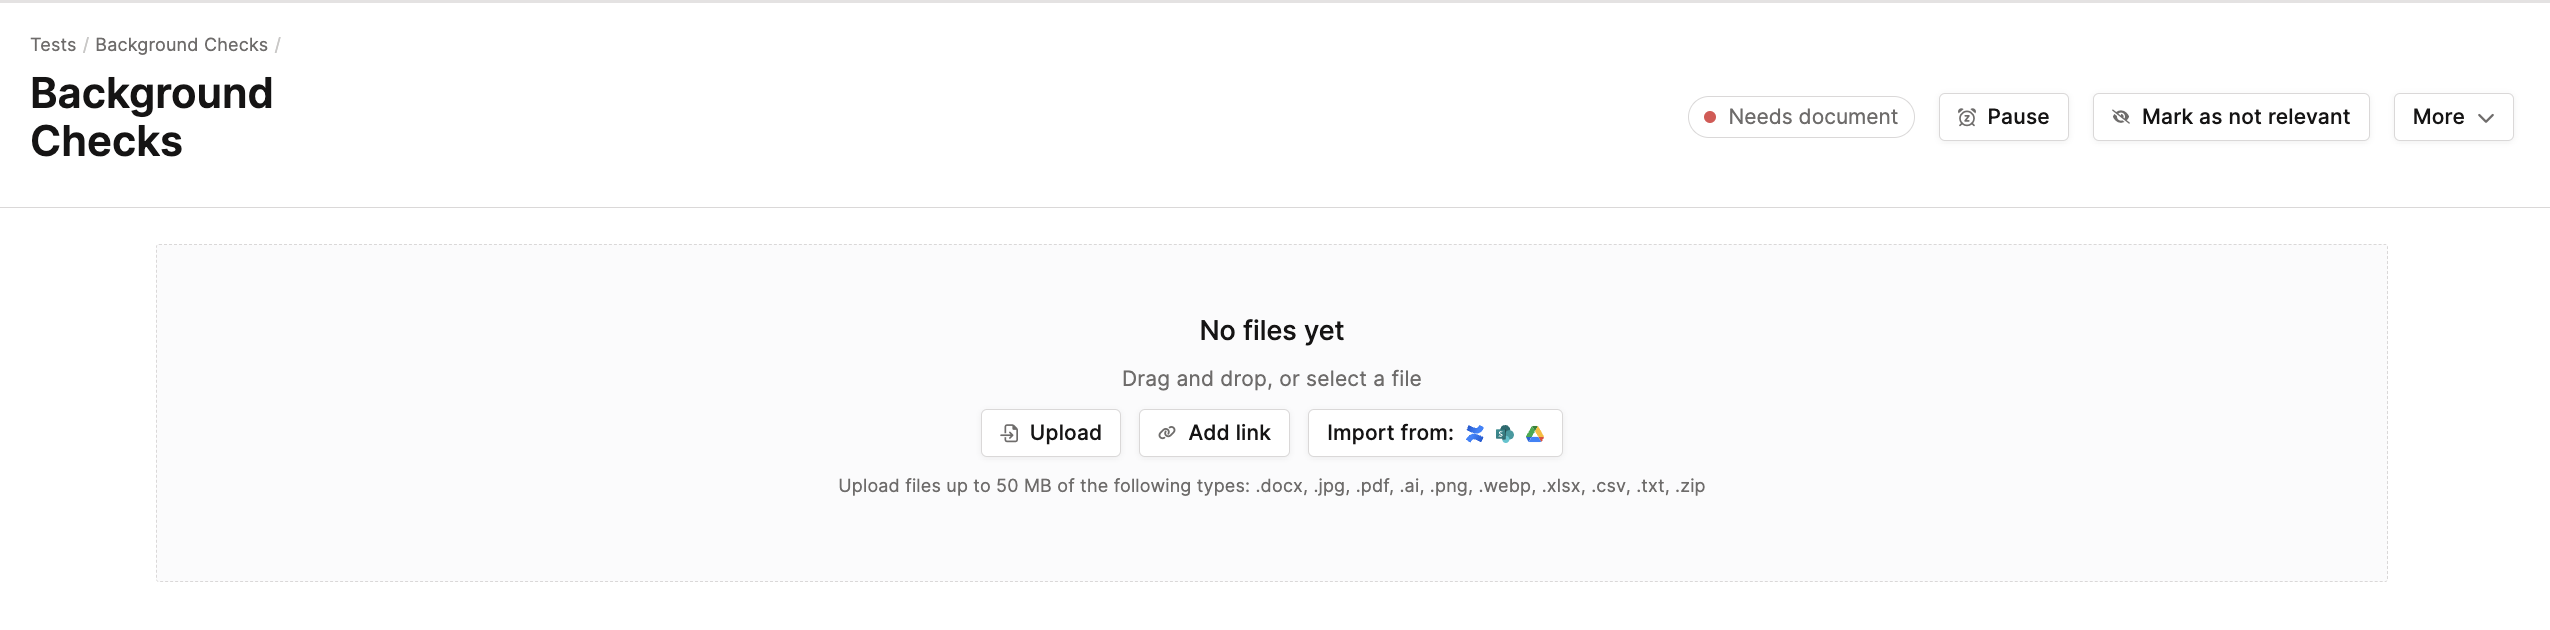 Tests / Background Checks /
Background
Checks
Needs document
Pause
Mark as not relevant
More
No files yet
Drag and drop, or select a file
Upload
Add link
Import from:
Upload files up to 50 MB of the following types: .docx, .jpg, .pdf, .ai, .png, .webp, .xlsx, .csv, .txt, .zip